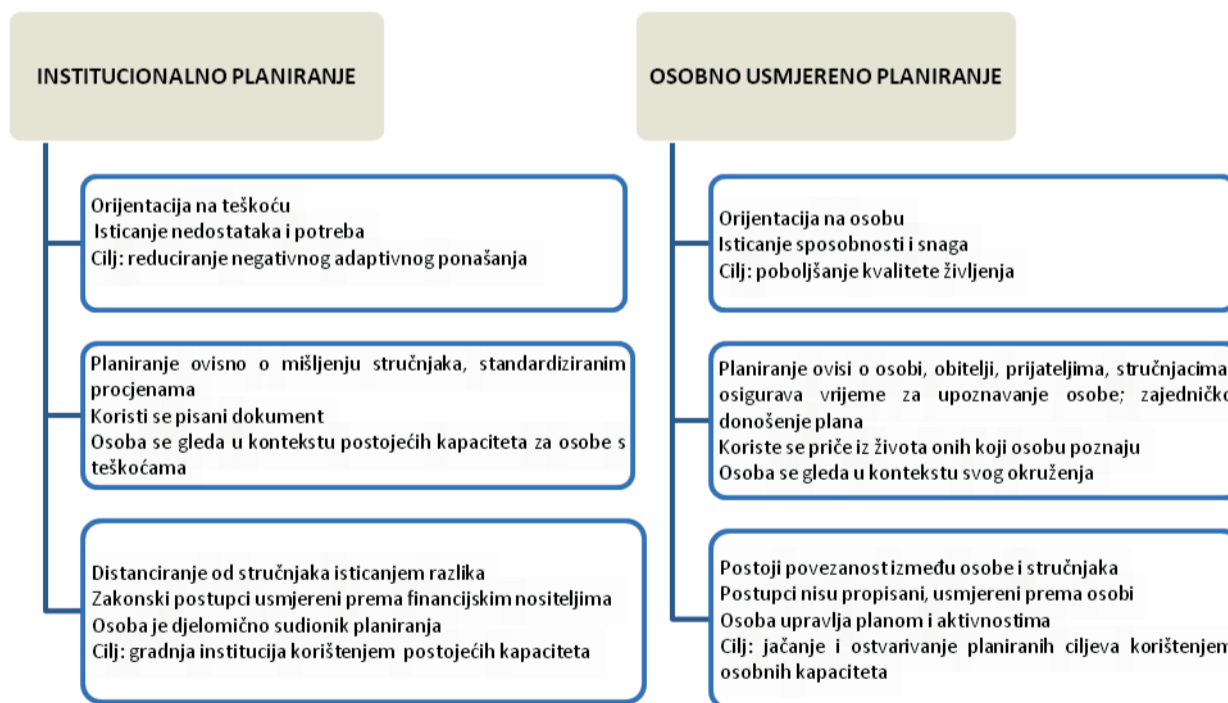 INSTITUCIONALNO PLANIRANJE
Orijentacija na teškoću
Isticanje nedostataka i potreba
Cilj: reduciranje negativnog adaptivnog ponašanja
Planiranje ovisno o mišljenju stručnjaka, standardiziranim
procjenama
Koristi se pisani dokument
Osoba se gleda u kontekstu postojećih kapaciteta za osobe s
teškoćama
Distanciranje od stručnjaka isticanjem razlika
Zakonski postupci usmjereni prema financijskim nositeljima
Osoba je djelomično sudionik planiranja
Cilj: gradnja institucija korištenjem postojećih kapaciteta
OSOBNO USMJERENO PLANIRANJE
Orijentacija na osobu
Isticanje sposobnosti i snaga
Cilj: poboljšanje kvalitete življenja
Planiranje ovisi o osobi, obitelji, prijateljima, stručnjacima
osigurava vrijeme za upoznavanje osobe; zajedničko
donošenje plana
Koriste se priče iz života onih koji osobu poznaju
Osoba se gleda u kontekstu svog okruženja
Postoji povezanost između osobe i stručnjaka
Postupci nisu propisani, usmjereni prema osobi
Osoba upravlja planom i aktivnostima
Cilj: jačanje i ostvarivanje planiranih ciljeva korištenjem
osobnih kapaciteta